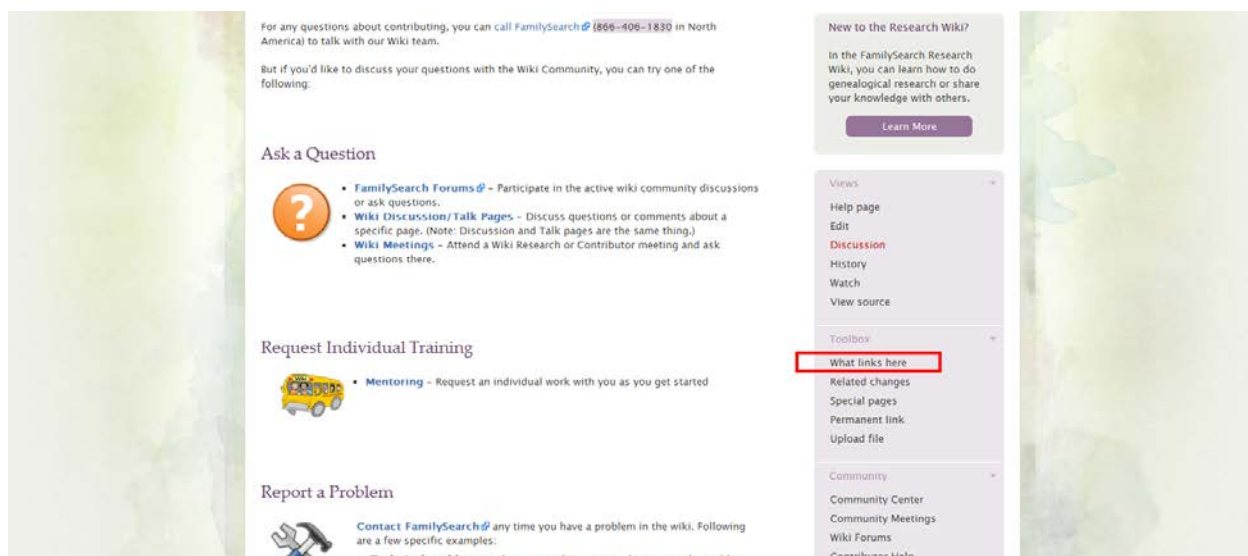 For any questions about contributing, you can call FamilySearch (866-406-1830 in North
America) to talk with our Wiki team.
But if you'd like to discuss your questions with the Wiki Community, you can try one of the
following:
Ask a Question
• FamilySearch Forums – Participate in the active wiki community discussions
or ask questions.
• Wiki Discussion/Talk Pages – Discuss questions or comments about a
specific page. (Note: Discussion and Talk pages are the same thing.)
• Wiki Meetings – Attend a Wiki Research or Contributor meeting and ask
questions there.
Request Individual Training
• Mentoring – Request an individual work with you as you get started
Report a Problem
Contact FamilySearch any time you have a problem in the wiki. Following
are a few specific examples:
New to the Research Wiki?
In the FamilySearch Research
Wiki, you can learn how to do
genealogical research or share
your knowledge with others.
Learn More
Views
Help page
Edit
Discussion
History
Watch
View source
Toolbox
What links here
Related changes
Special pages
Permanent link
Upload file
Community
Community Center
Community Meetings
Wiki Forums
Contributor Help